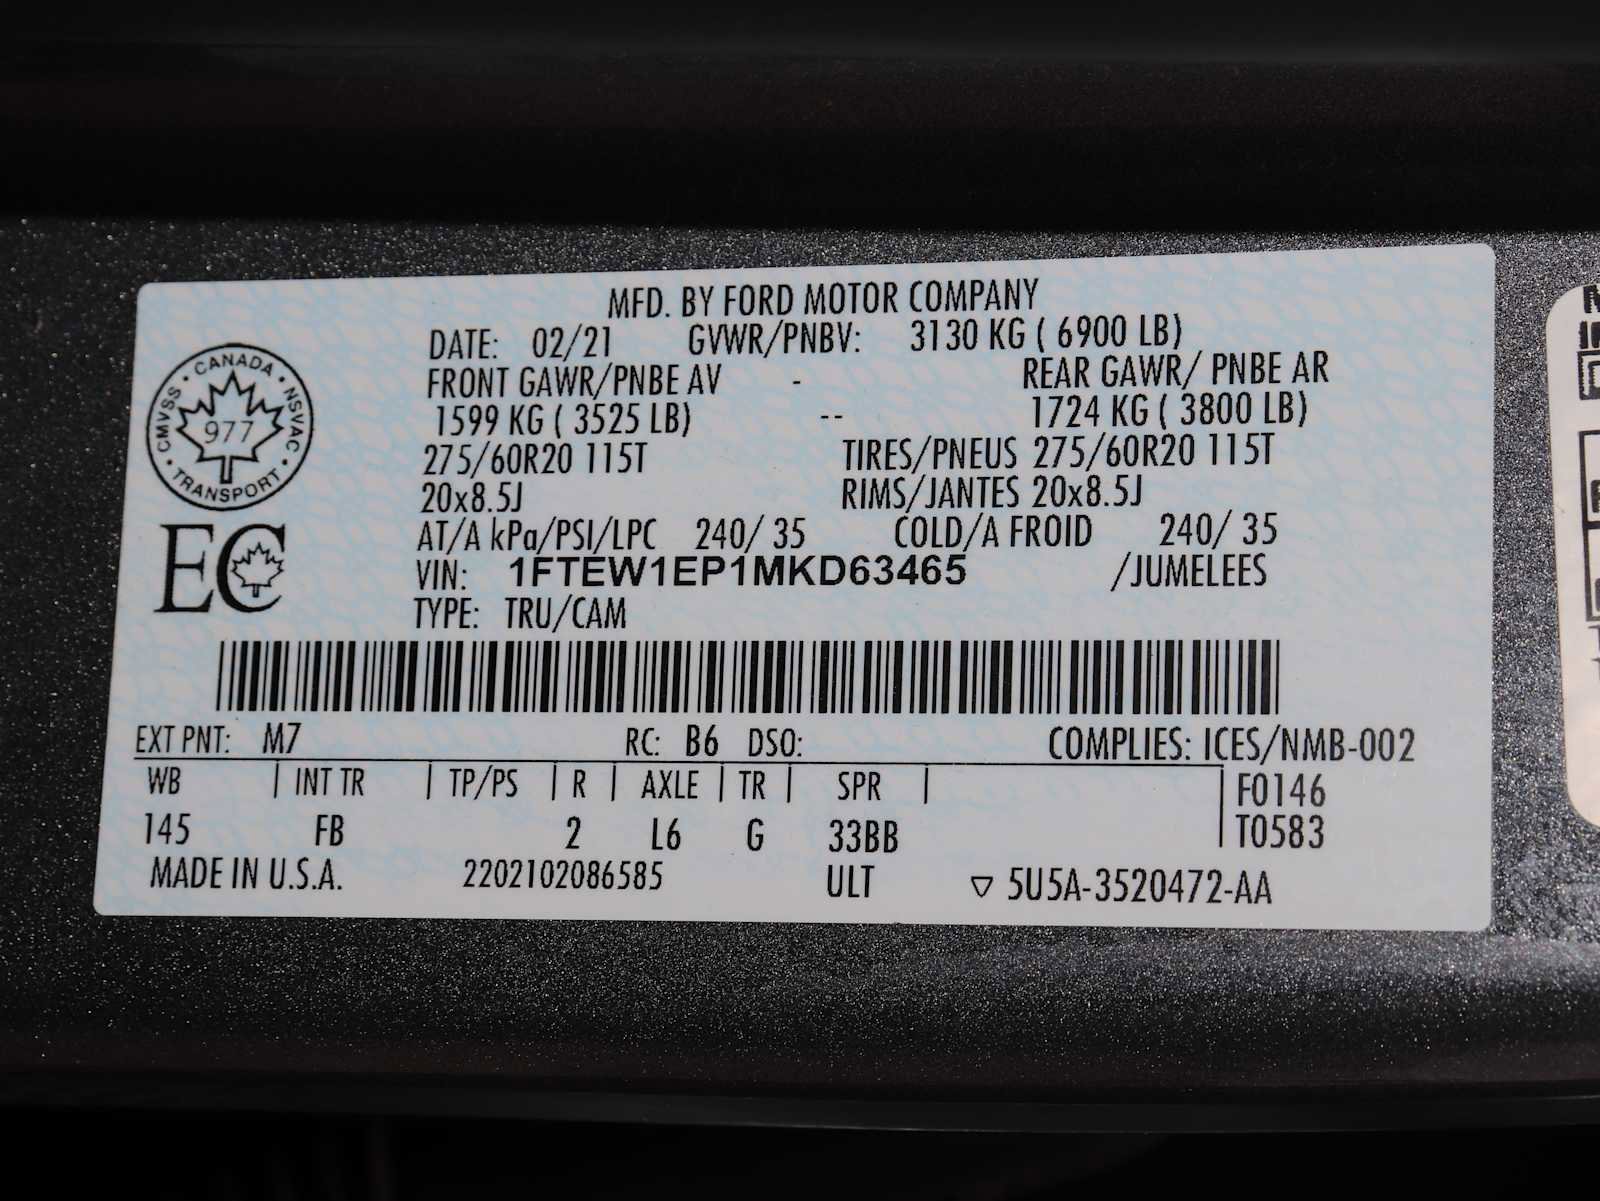 MFD. BY FORD MOTOR COMPANY
DATE: 02/21 GVWR/PNBV: 3130 KG ( 6900 LB)
FRONT GAWR/PNBE AV - REAR GAWR/ PNBE AR
1599 KG ( 3525 LB) -- 1724 KG ( 3800 LB)
275/60R20 115T TIRES/PNEUS 275/60R20 115T
20x8.5J RIMS/JANTES 20x8.5J
AT/A kPa/PSI/LPC 240/ 35 COLD/A FROID 240/ 35
VIN: 1FTEW1EP1MKD63465 /JUMELEES
TYPE: TRU/CAM
CANADA
CMVSS
NSVAC
977
TRANSPORT
EC
EXT PNT: M7 RC: B6 DSO: COMPLIES: ICES/NMB-002
WB | INT TR | TP/PS | R | AXLE | TR | SPR | F0146
145 FB 2 L6 G 33BB T0583
MADE IN U.S.A. 2202102086585 ULT ▽ 5U5A-3520472-AA